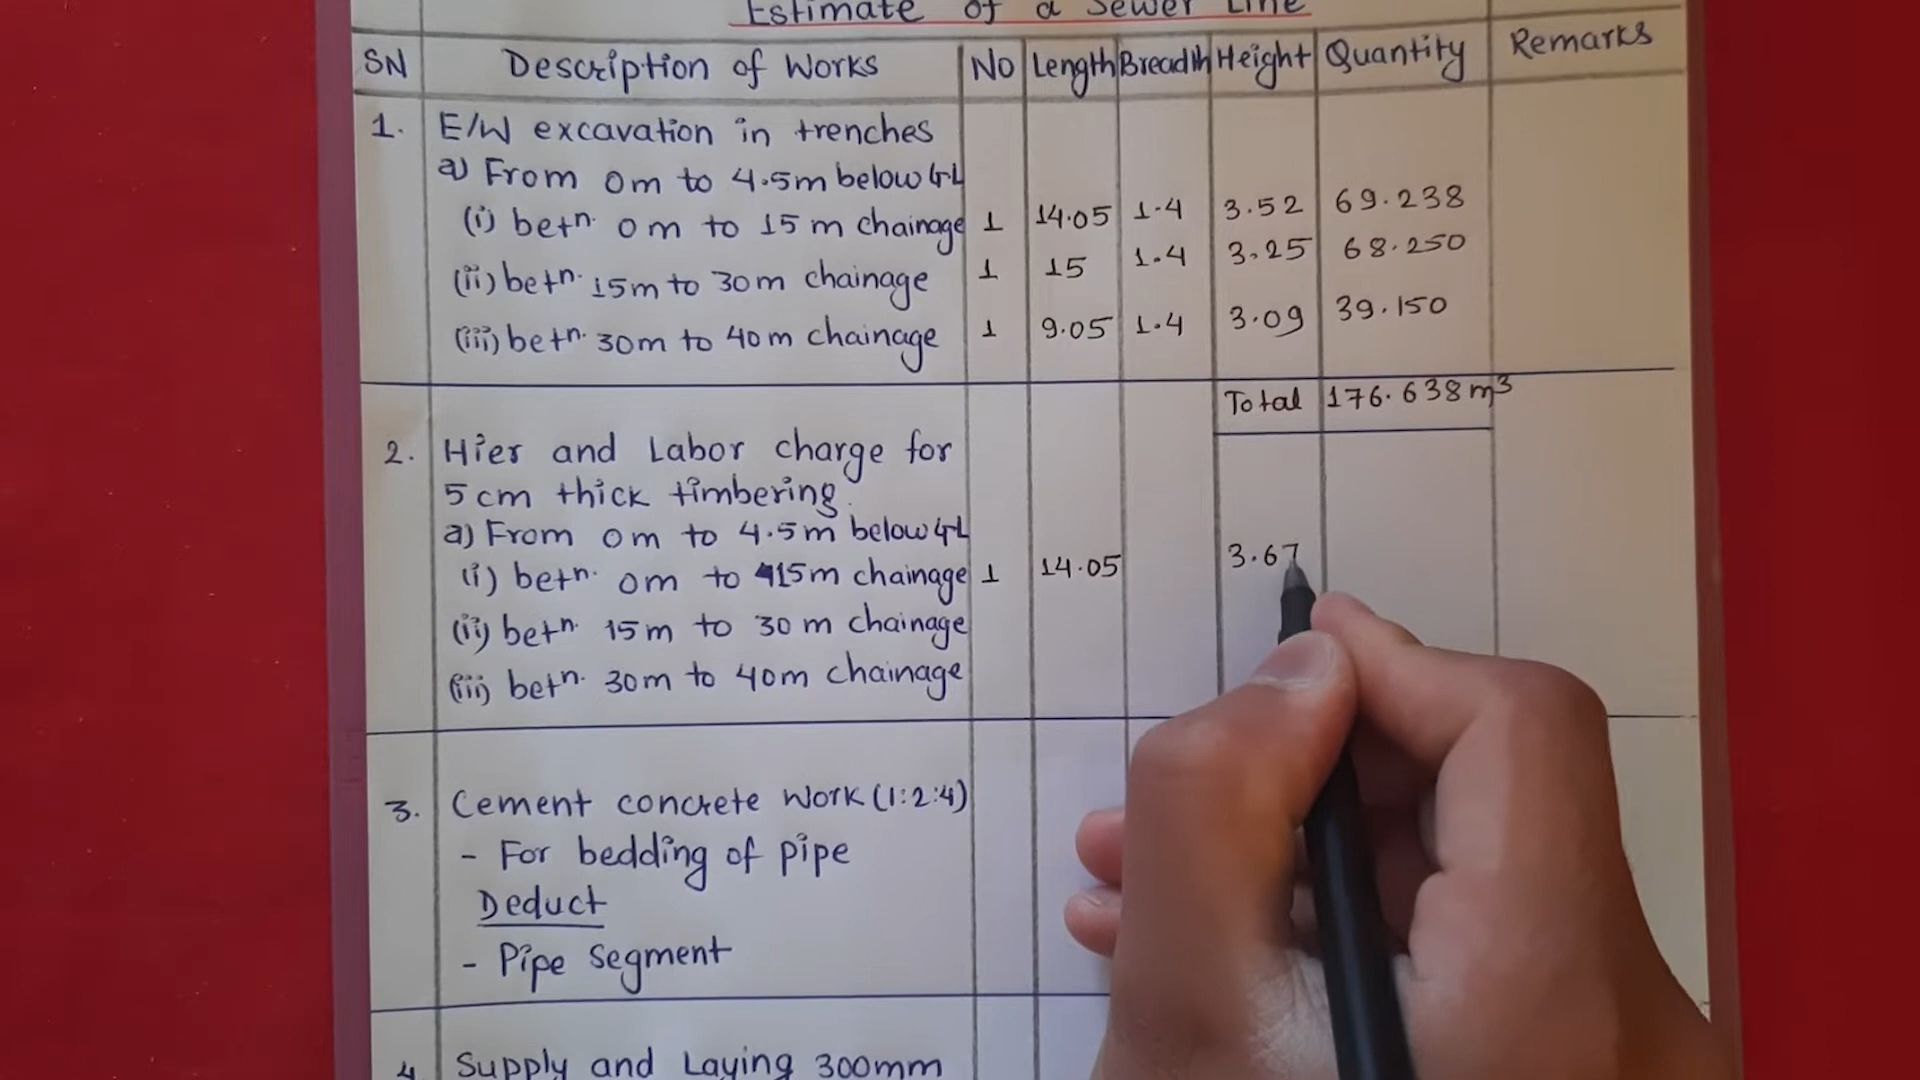 Estimate of a Sewer Line
SN Description of Works No Length Breadth Height Quantity Remarks
1. E/W excavation in trenches
a) From 0m to 4.5m below GL
(i) betn. 0m to 15m chainage 1 14.05 1.4 3.52 69.238
(ii) betn. 15m to 30m chainage 1 15 1.4 3.25 68.250
(iii) betn. 30m to 40m chainage 1 9.05 1.4 3.09 39.150
Total 176.638 m³
2. Hier and Labor charge for
5cm thick timbering.
a) From 0m to 4.5m below GL
(i) betn. 0m to 15m chainage 1 14.05 3.67
(ii) betn. 15m to 30m chainage
(iii) betn. 30m to 40m chainage
3. Cement concrete Work (1:2:4)
- For bedding of pipe
Deduct
- Pipe segment
4. Supply and Laying 300mm